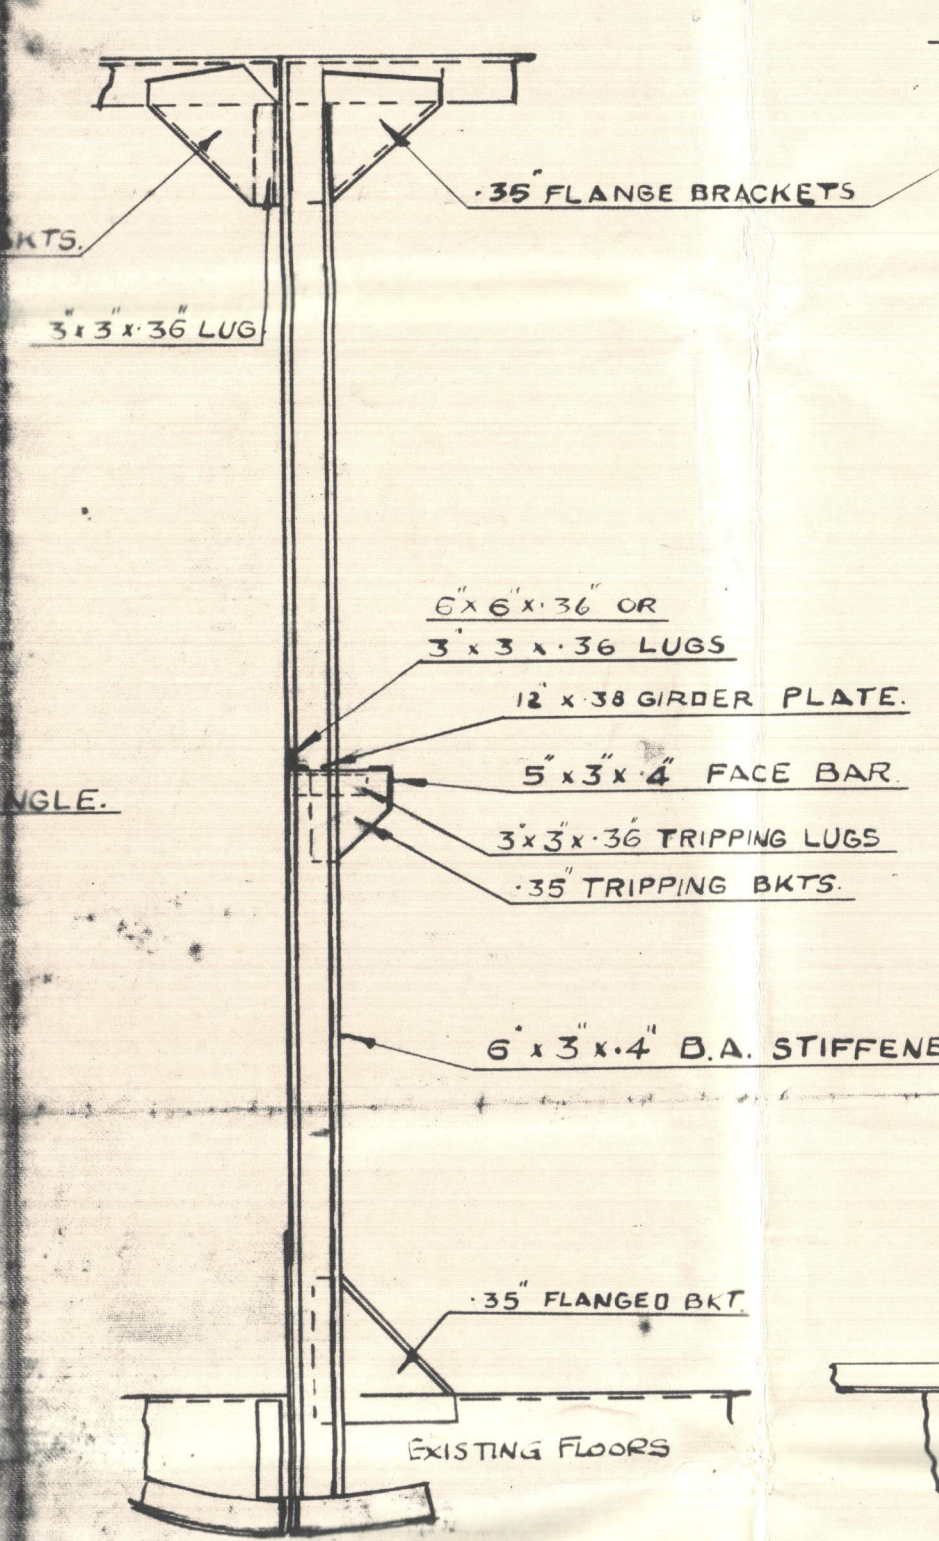 .35" FLANGE BRACKETS
BKTS.
3" x 3" x .36" LUG
6" x 6" x .36" OR
3" x 3 x .36 LUGS
12" x .38 GIRDER PLATE.
5" x 3" x .4" FACE BAR.
NGLE.
3" x 3" x .36" TRIPPING LUGS
.35" TRIPPING BKTS.
6" x 3" x .4" B.A. STIFFENE
.35" FLANGED BKT.
EXISTING FLOORS